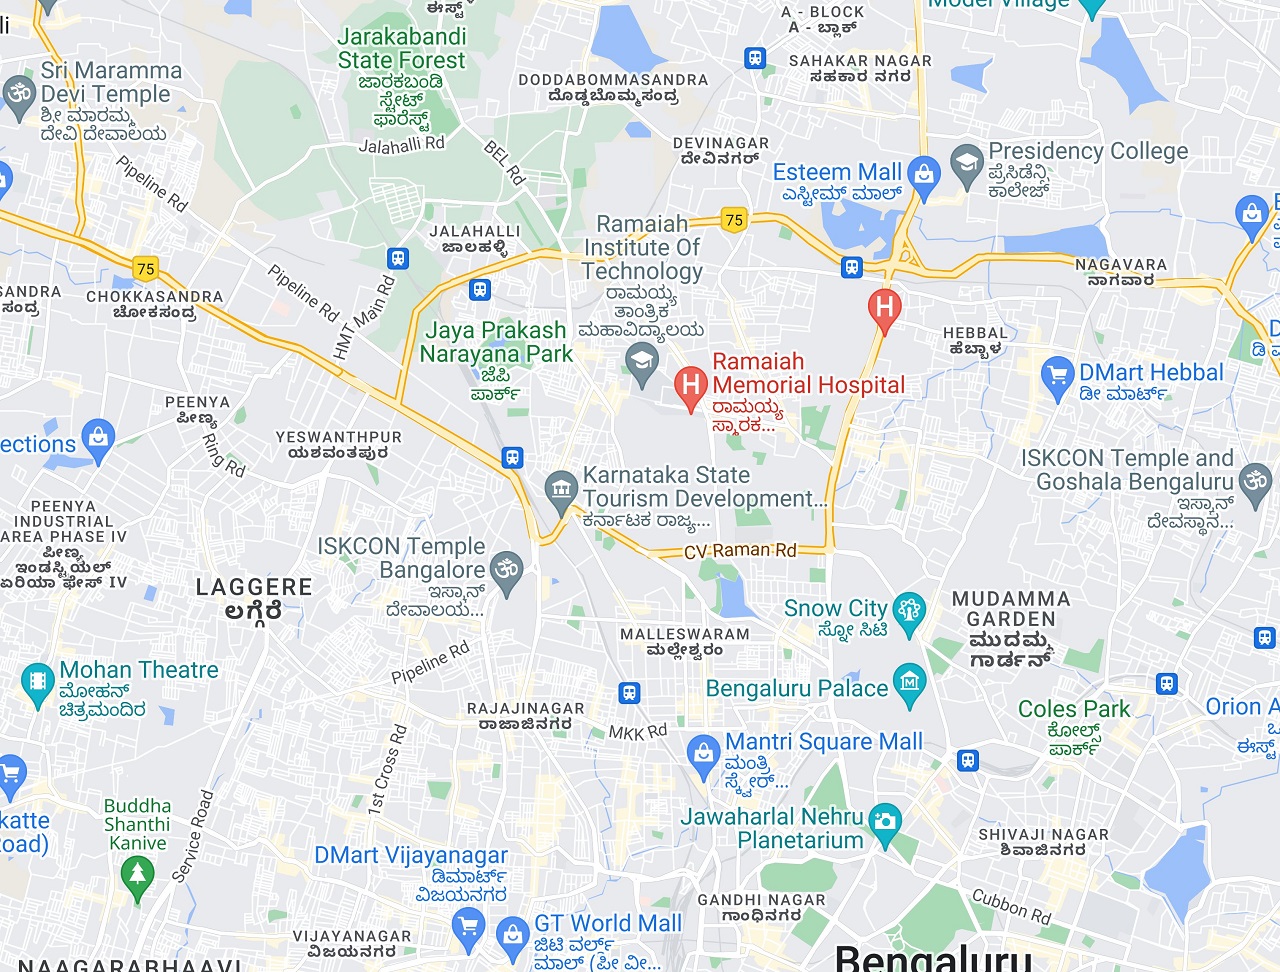 ಈಸ್ಟ್
Model Village
A - BLOCK
A - ಬ್ಲಾಕ್
Jarakabandi
State Forest
ಜಾರಕಬಂಡಿ
ಸ್ಟೇಟ್
ಫಾರೆಸ್ಟ್
SAHAKAR NAGAR
ಸಹಕಾರ ನಗರ
Sri Maramma
Devi Temple
ಶ್ರೀ ಮಾರಮ್ಮ
ದೇವಿ ದೇವಾಲಯ
DODDABOMMASANDRA
ದೊಡ್ಡಬೊಮ್ಮಸಂದ್ರ
Jalahalli Rd
BEL Rd
DEVINAGAR
ದೇವಿನಗರ್
Presidency College
ಪ್ರೆಸಿಡೆನ್ಸಿ
ಕಾಲೇಜ್
Esteem Mall
ಎಸ್ಟೀಮ್ ಮಾಲ್
Pipeline Rd
JALAHALLI
ಜಾಲಹಳ್ಳಿ
75
Ramaiah
Institute Of
Technology
ರಾಮಯ್ಯ
ತಾಂತ್ರಿಕ
ಮಹಾವಿದ್ಯಾಲಯ
75
NAGAVARA
ನಾಗವಾರ
SANDRA
ಸಂದ್ರ
CHOKKASANDRA
ಚೋಕಸಂದ್ರ
Pipeline Rd
HMT Main Rd
HEBBAL
ಹೆಬ್ಬಾಳ
Jaya Prakash
Narayana Park
ಜೆಪಿ
ಪಾರ್ಕ್
Ramaiah
Memorial Hospital
ರಾಮಯ್ಯ
ಸ್ಮಾರಕ...
DMart Hebbal
ಡೀ ಮಾರ್ಟ್
PEENYA
ಪೀಣ್ಯ
Ring Rd
YESWANTHPUR
ಯಶವಂತಪುರ
ections
ISKCON Temple and
Goshala Bengaluru
ಇಸ್ಕಾನ್
ದೇವಸ್ಥಾನ...
Karnataka State
Tourism Development...
ಕರ್ನಾಟಕ ರಾಜ್ಯ...
PEENYA
INDUSTRIAL
AREA PHASE IV
ಪೀಣ್ಯ
ಇಂಡಸ್ಟ್ರಿಯಲ್
ಏರಿಯಾ ಫೇಸ್ IV
ISKCON Temple
Bangalore
ಇಸ್ಕಾನ್
ದೇವಾಲಯ...
CV Raman Rd
LAGGERE
ಲಗ್ಗೆರೆ
Snow City
ಸ್ನೋ ಸಿಟಿ
MUDAMMA
GARDEN
ಮುದಮ್ಮ
ಗಾರ್ಡನ್
MALLESWARAM
ಮಲ್ಲೇಶ್ವರಂ
Pipeline Rd
Mohan Theatre
ಮೋಹನ್
ಚಿತ್ರಮಂದಿರ
Bengaluru Palace
RAJAJINAGAR
ರಾಜಾಜಿನಗರ
MKK Rd
Coles Park
ಕೋಲ್ಸ್
ಪಾರ್ಕ್
Orion A
ಈಸ್ಟ್
Mantri Square Mall
ಮಂತ್ರಿ
ಸ್ಕ್ವೇರ್...
1st Cross Rd
Service Road
Buddha
Shanthi
Kanive
katte
Road)
Jawaharlal Nehru
Planetarium
SHIVAJI NAGAR
ಶಿವಾಜಿನಗರ
DMart Vijayanagar
ಡಿಮಾರ್ಟ್
ವಿಜಯನಗರ
GANDHI NAGAR
ಗಾಂಧಿನಗರ
Cubbon Rd
VIJAYANAGAR
ವಿಜಯನಗರ
GT World Mall
ಜಿಟಿ ವರ್ಲ್ಡ್
ಮಾಲ್ (ಪೀ ವೀ...
NAAGARABHAAVI
Bengaluru